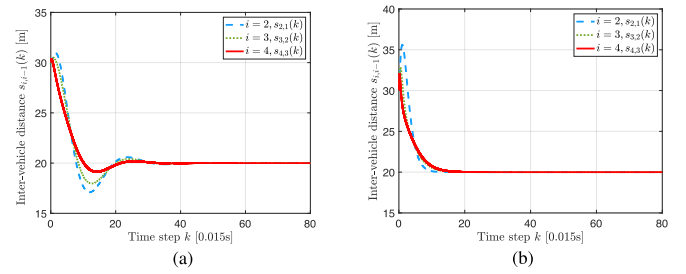 35
30
25
20
15
0
20
40
60
80
Inter-vehicle distance s_{i,i−1}(k) [m]
Time step k [0.015s]
i = 2, s_{2,1}(k)
i = 3, s_{3,2}(k)
i = 4, s_{4,3}(k)
(a)
40
35
30
25
20
15
0
20
40
60
80
Inter-vehicle distance s_{i,i−1}(k) [m]
Time step k [0.015s]
i = 2, s_{2,1}(k)
i = 3, s_{3,2}(k)
i = 4, s_{4,3}(k)
(b)